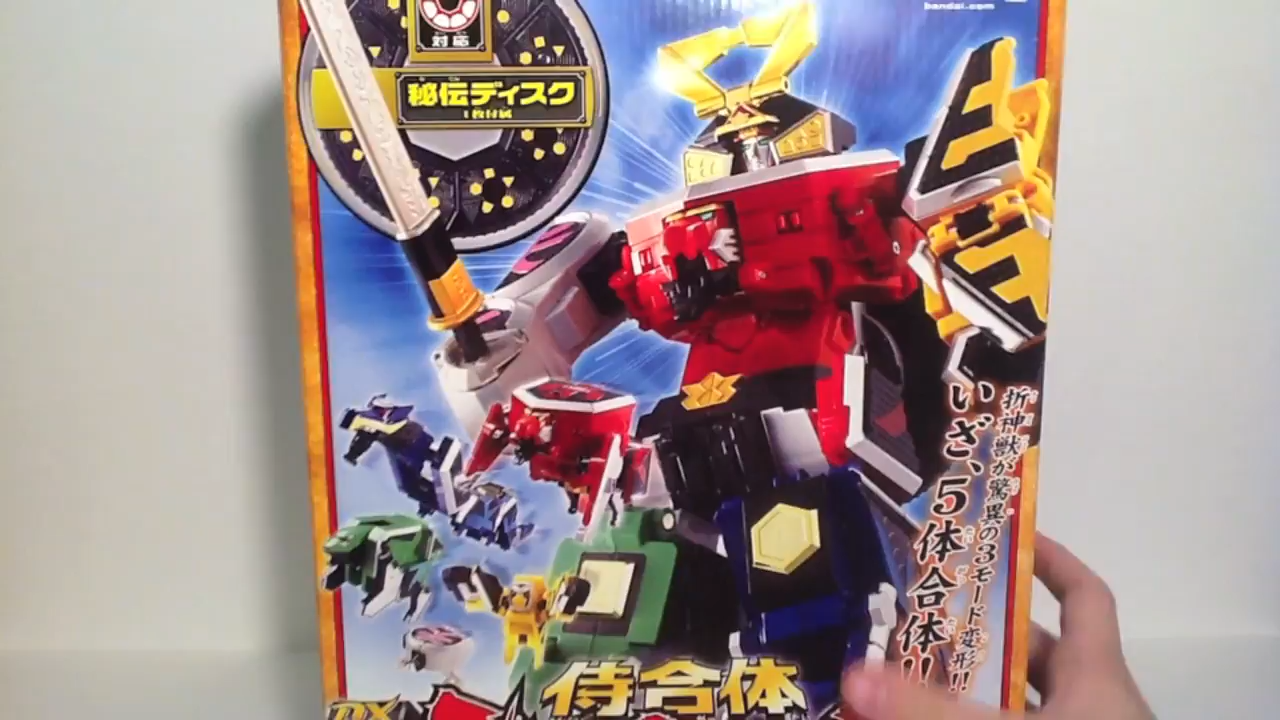 bandai.com
対応
秘伝ディスク
1枚付属
折神獣が驚異の3モード変形!!
いざ、5体合体!!
侍合体
DX